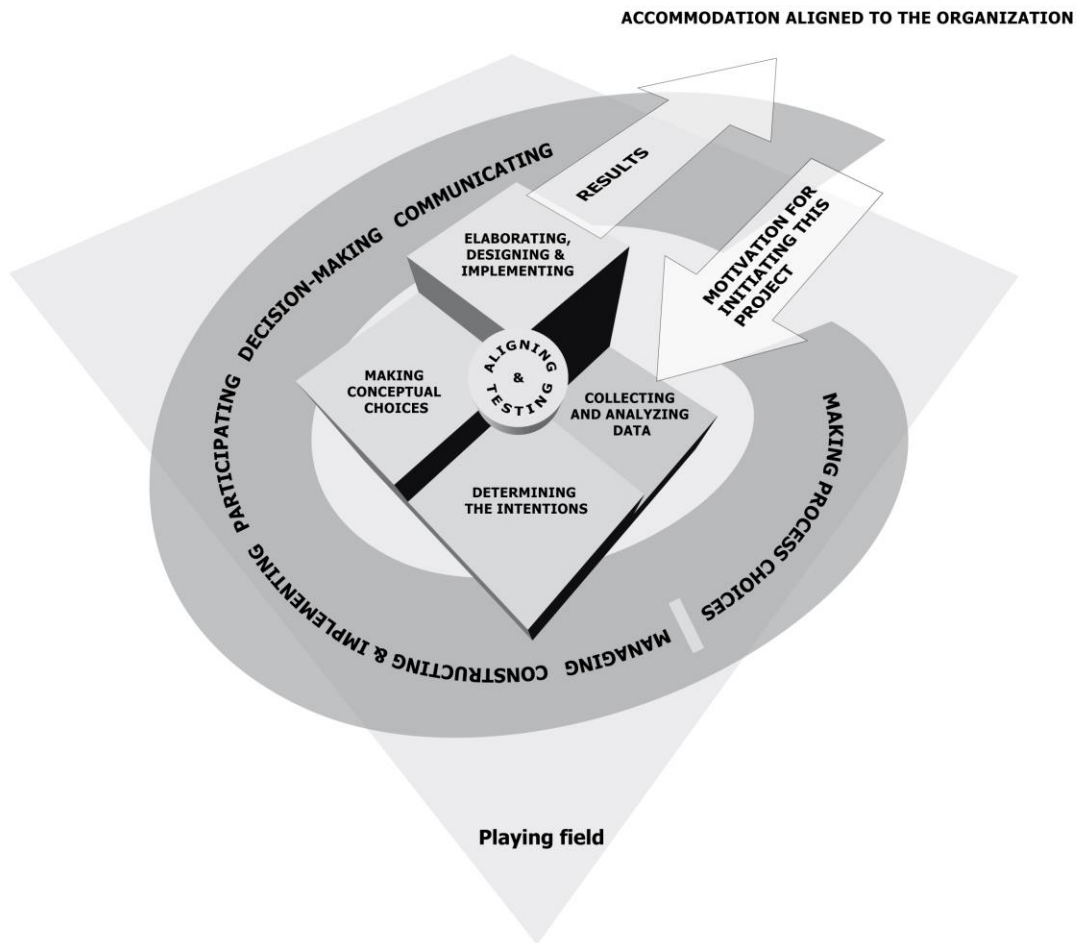 ACCOMMODATION ALIGNED TO THE ORGANIZATION
RESULTS
MOTIVATION FOR
INITIATING THIS
PROJECT
ELABORATING,
DESIGNING &
IMPLEMENTING
MAKING
CONCEPTUAL
CHOICES
ALIGNING
&
TESTING
COLLECTING
AND ANALYZING
DATA
DETERMINING
THE INTENTIONS
MAKING PROCESS CHOICES
MANAGING CONSTRUCTING & IMPLEMENTING PARTICIPATING DECISION-MAKING COMMUNICATING
Playing field